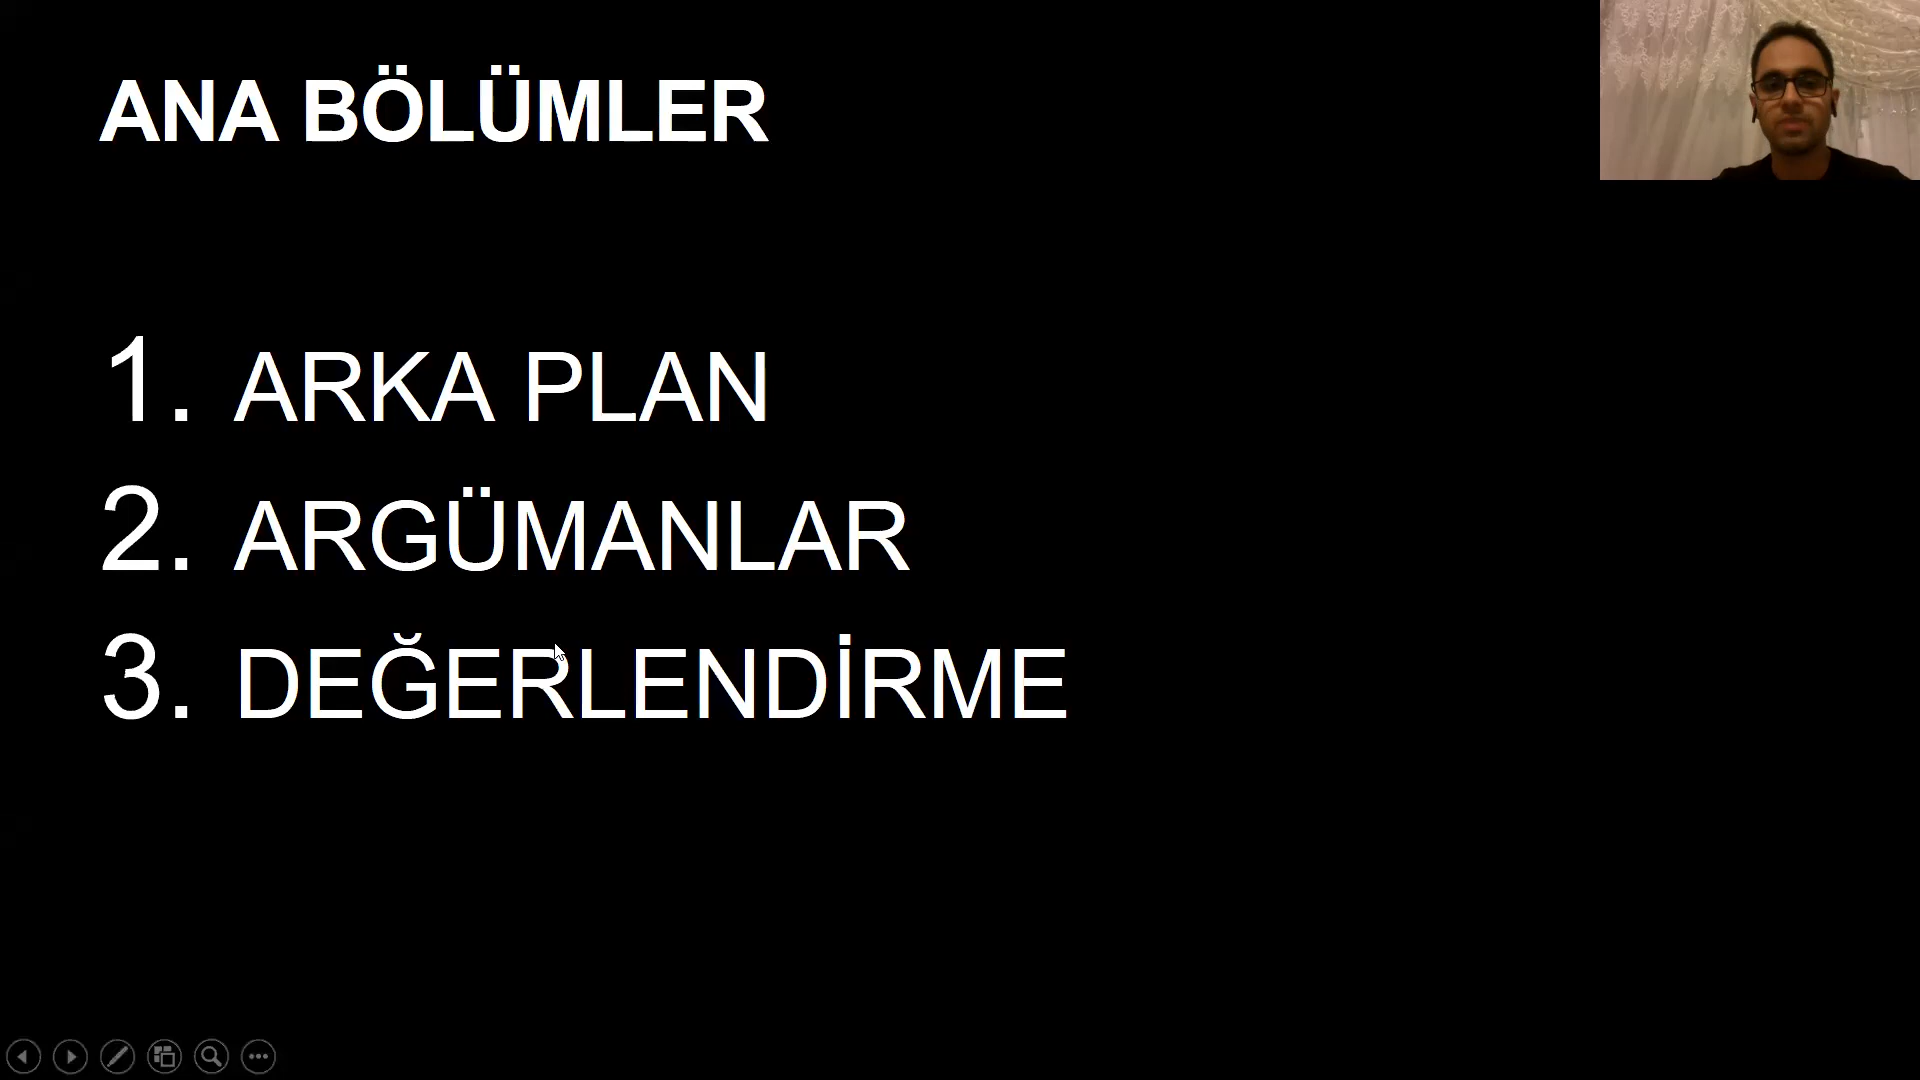 ANA BÖLÜMLER
1. ARKA PLAN
2. ARGÜMANLAR
3. DEĞERLENDİRME